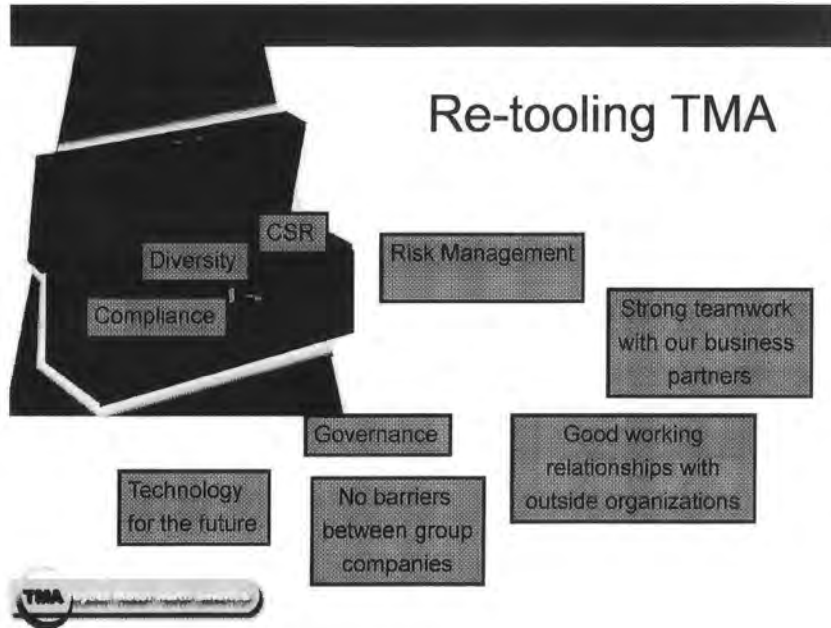 Re-tooling TMA
CSR
Diversity
Compliance
Risk Management
Strong teamwork
with our business
partners
Governance
Good working
relationships with
outside organizations
Technology
for the future
No barriers
between group
companies
TMA